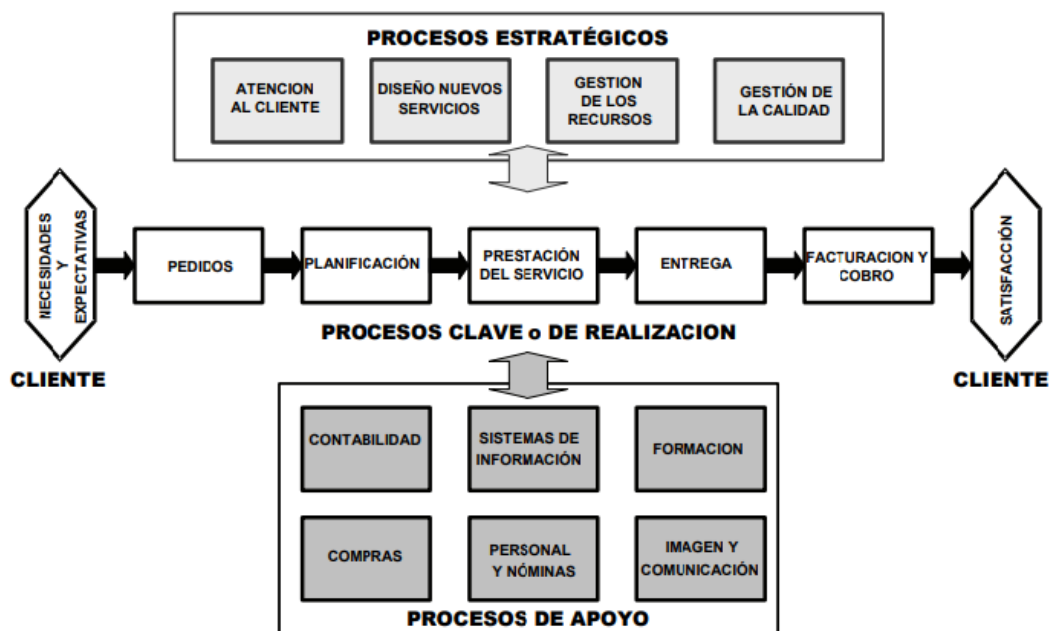 PROCESOS ESTRATÉGICOS
ATENCION
AL CLIENTE
DISEÑO NUEVOS
SERVICIOS
GESTION
DE LOS
RECURSOS
GESTIÓN DE
LA CALIDAD
NECESIDADES
Y
EXPECTATIVAS
CLIENTE
PEDIDOS
PLANIFICACIÓN
PRESTACIÓN
DEL SERVICIO
ENTREGA
FACTURACION Y
COBRO
SATISFACCIÓN
CLIENTE
PROCESOS CLAVE o DE REALIZACION
CONTABILIDAD
SISTEMAS DE
INFORMACIÓN
FORMACION
COMPRAS
PERSONAL
Y NÓMINAS
IMAGEN Y
COMUNICACIÓN
PROCESOS DE APOYO